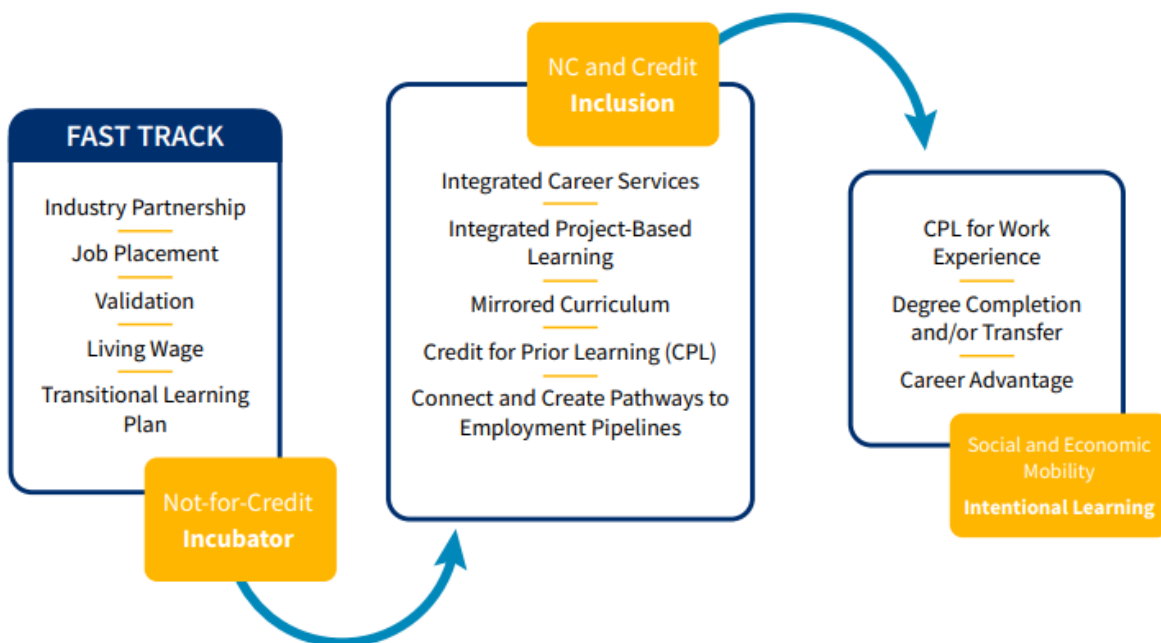 FAST TRACK
Industry Partnership
Job Placement
Validation
Living Wage
Transitional Learning
Plan
Not-for-Credit
Incubator
NC and Credit
Inclusion
Integrated Career Services
Integrated Project-Based
Learning
Mirrored Curriculum
Credit for Prior Learning (CPL)
Connect and Create Pathways to
Employment Pipelines
CPL for Work
Experience
Degree Completion
and/or Transfer
Career Advantage
Social and Economic
Mobility
Intentional Learning